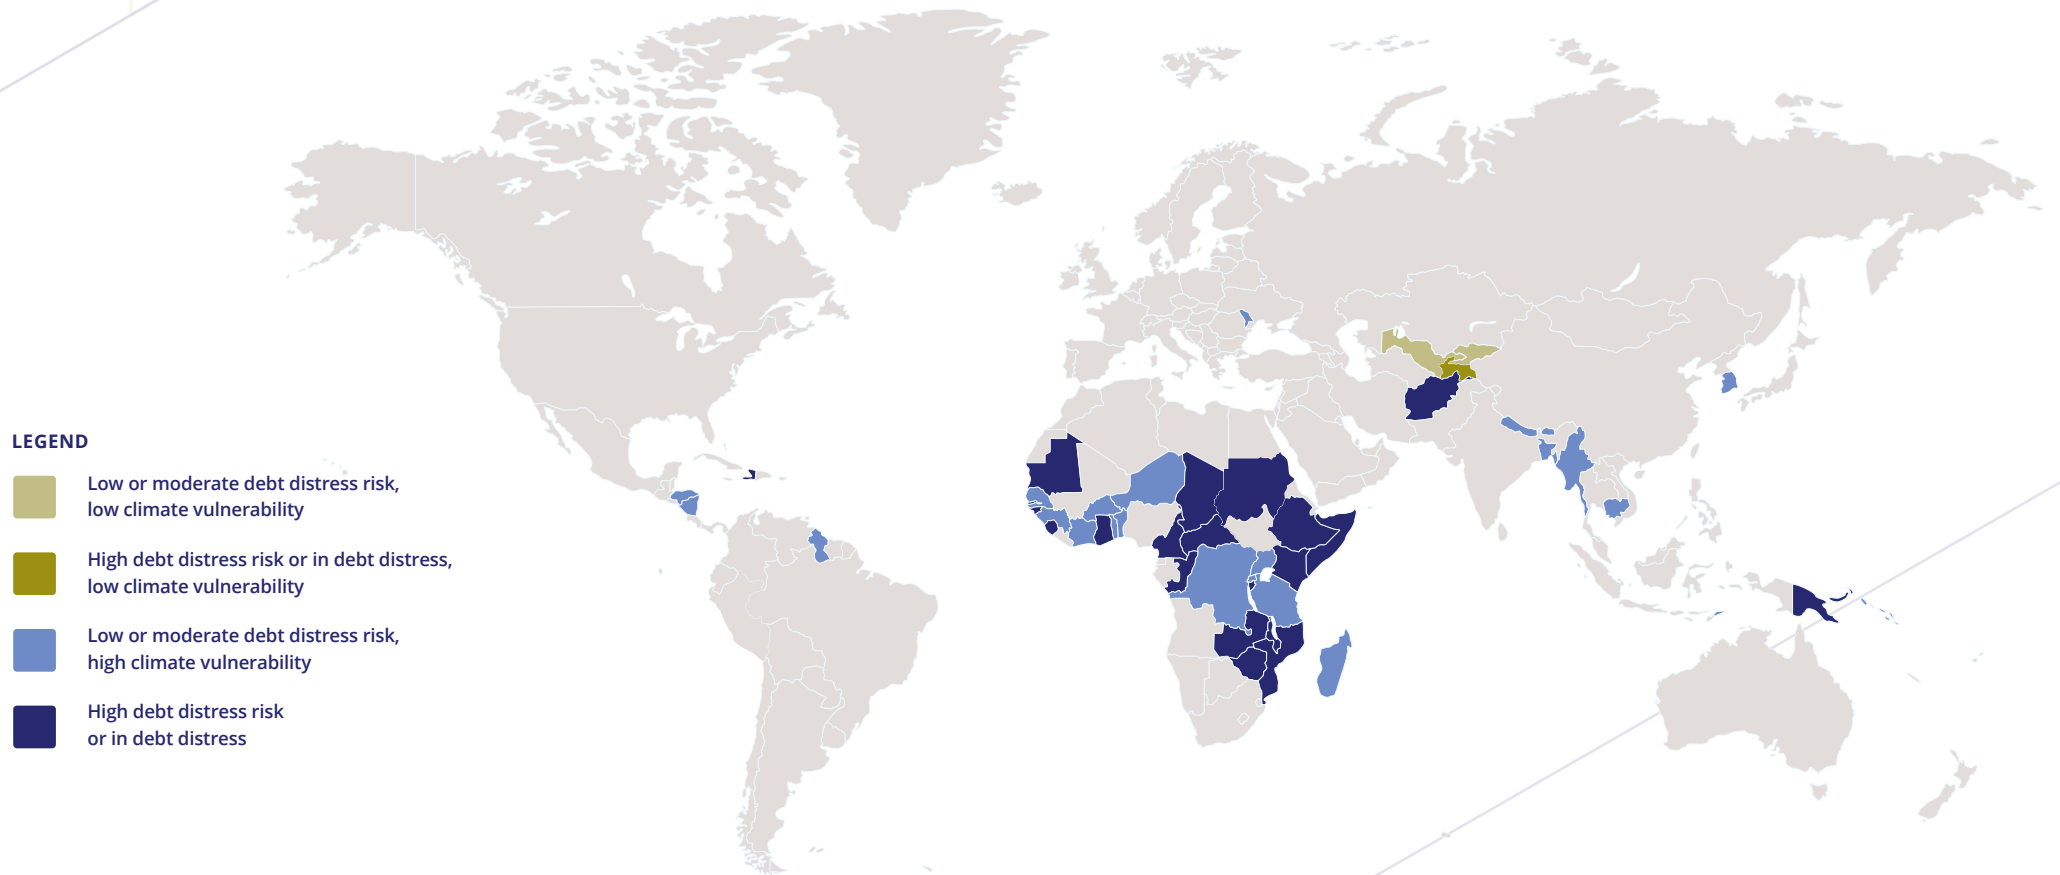 LEGEND
Low or moderate debt distress risk,
low climate vulnerability
High debt distress risk or in debt distress,
low climate vulnerability
Low or moderate debt distress risk,
high climate vulnerability
High debt distress risk
or in debt distress